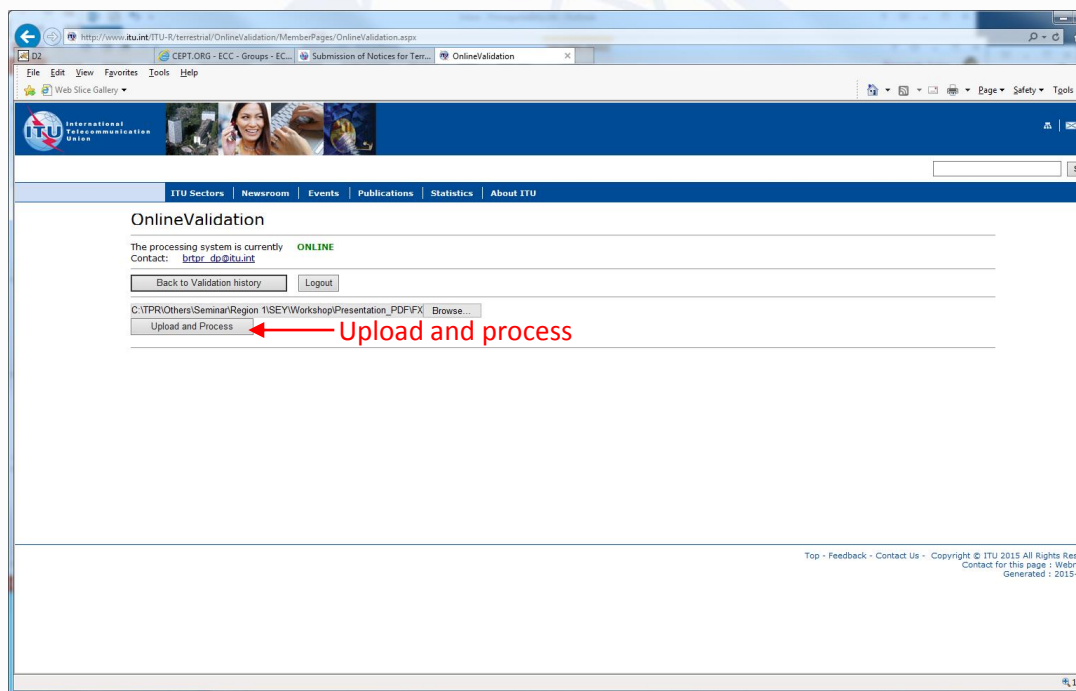 http://www.itu.int/ITU-R/terrestrial/OnlineValidation/MemberPages/OnlineValidation.aspx
D2 CEPT.ORG - ECC - Groups - EC... Submission of Notices for Terr... OnlineValidation
File Edit View Favorites Tools Help
Web Slice Gallery Page Safety Tools
International
Telecommunication
Union
ITU
ITU Sectors | Newsroom | Events | Publications | Statistics | About ITU
OnlineValidation
The processing system is currently ONLINE
Contact: brtpr_dp@itu.int
Back to Validation history Logout
C:\TPR\Others\Seminar\Region 1\SEY\Workshop\Presentation_PDF\FX Browse...
Upload and Process Upload and process
Top - Feedback - Contact Us - Copyright © ITU 2015 All Rights Res
Contact for this page : Webr
Generated : 2015-